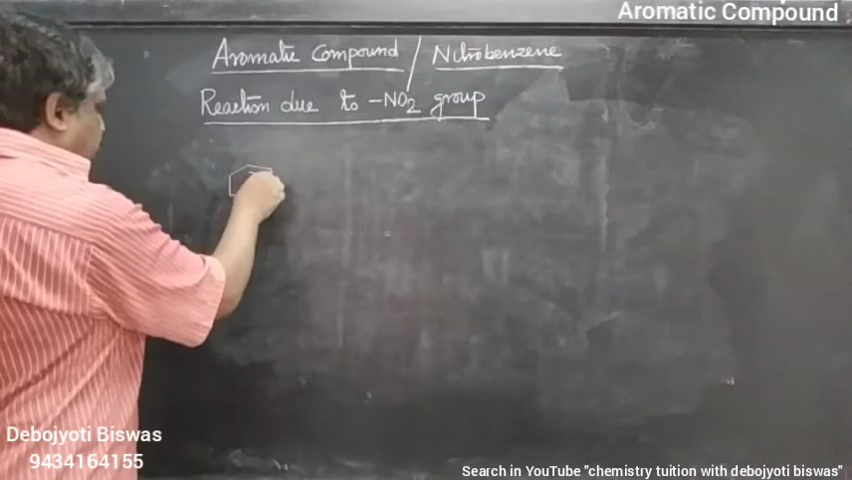 Aromatic Compound
Aromatic Compound / Nitrobenzene
Reaction due to -NO2 group
Debojyoti Biswas
9434164155
Search in YouTube "chemistry tuition with debojyoti biswas"